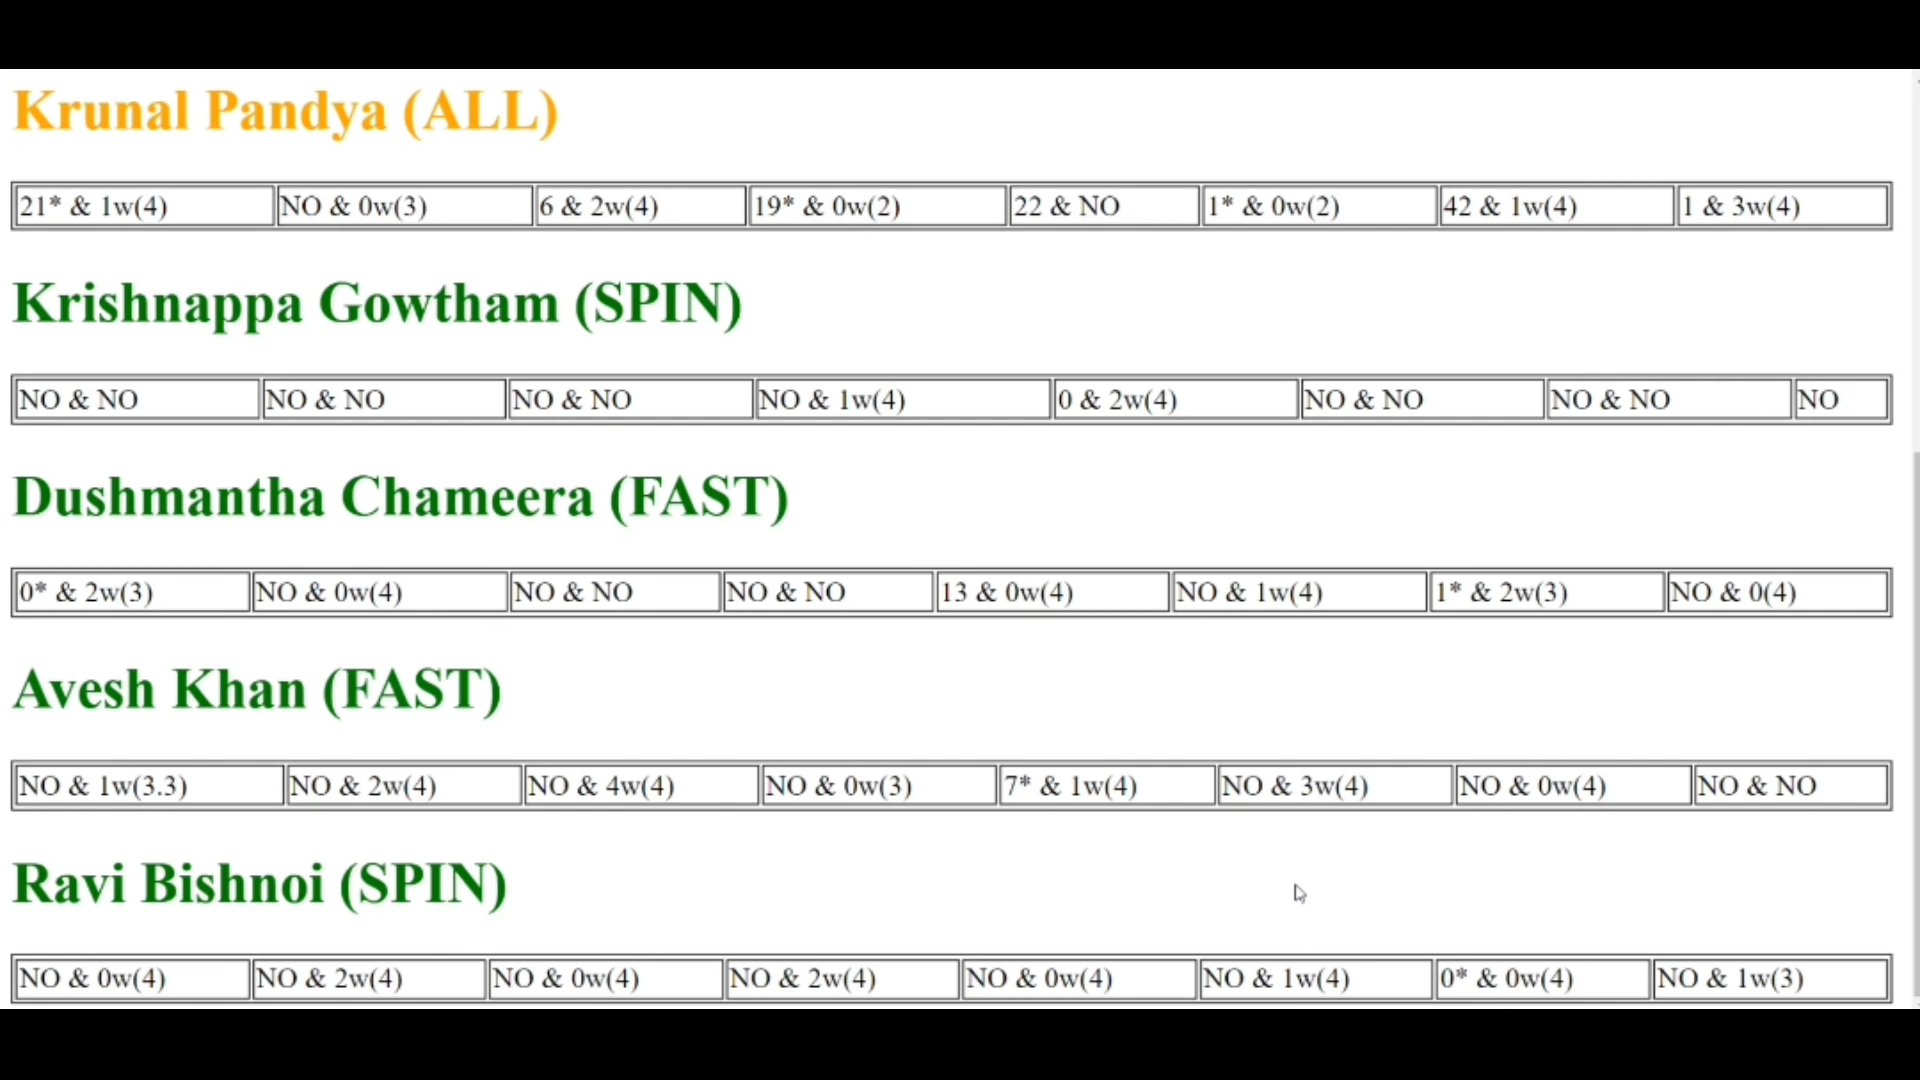 Krunal Pandya (ALL)
21* & 1w(4) NO & 0w(3) 6 & 2w(4) 19* & 0w(2) 22 & NO 1* & 0w(2) 42 & 1w(4) 1 & 3w(4)
Krishnappa Gowtham (SPIN)
NO & NO NO & NO NO & NO NO & 1w(4) 0 & 2w(4) NO & NO NO & NO NO
Dushmantha Chameera (FAST)
0* & 2w(3) NO & 0w(4) NO & NO NO & NO 13 & 0w(4) NO & 1w(4) 1* & 2w(3) NO & 0(4)
Avesh Khan (FAST)
NO & 1w(3.3) NO & 2w(4) NO & 4w(4) NO & 0w(3) 7* & 1w(4) NO & 3w(4) NO & 0w(4) NO & NO
Ravi Bishnoi (SPIN)
NO & 0w(4) NO & 2w(4) NO & 0w(4) NO & 2w(4) NO & 0w(4) NO & 1w(4) 0* & 0w(4) NO & 1w(3)